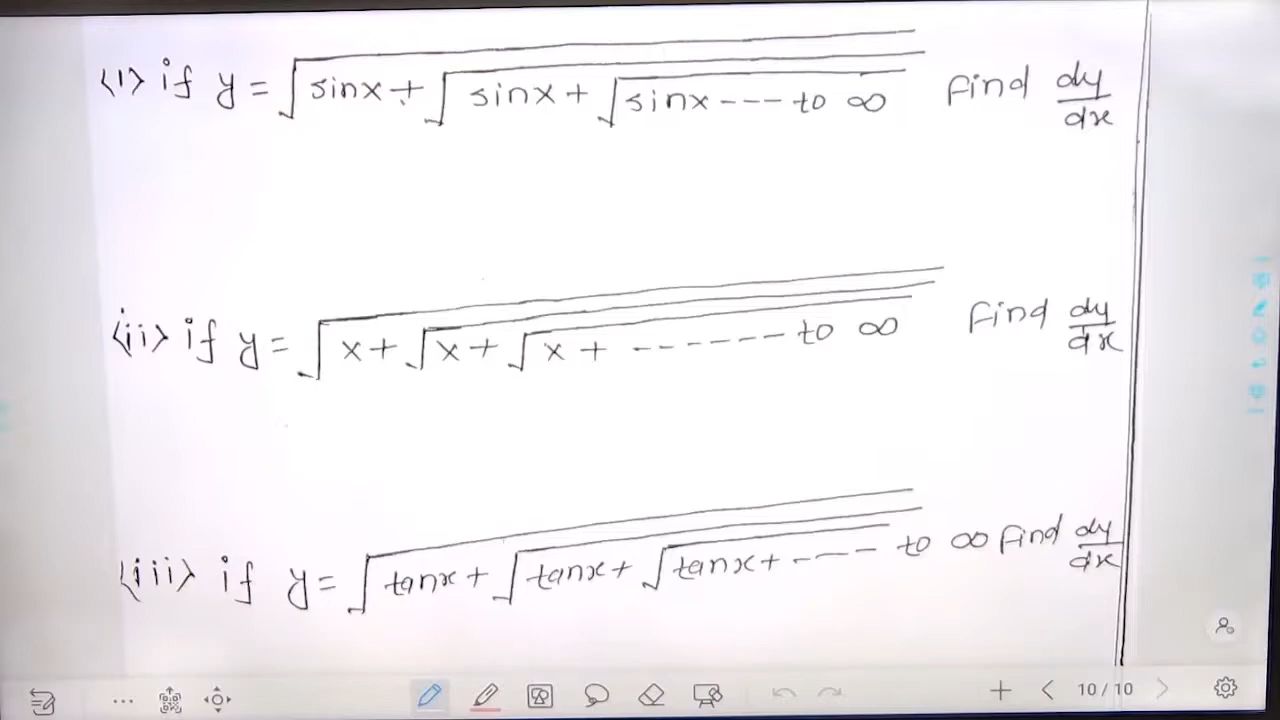 (i) if y = √sinx + √sinx + √sinx --- to ∞ find dy/dx
(ii) if y = √x + √x + √x + ------- to ∞ find dy/dx
(iii) if y = √tanx + √tanx + √tanx + ---- to ∞ find dy/dx
10/10